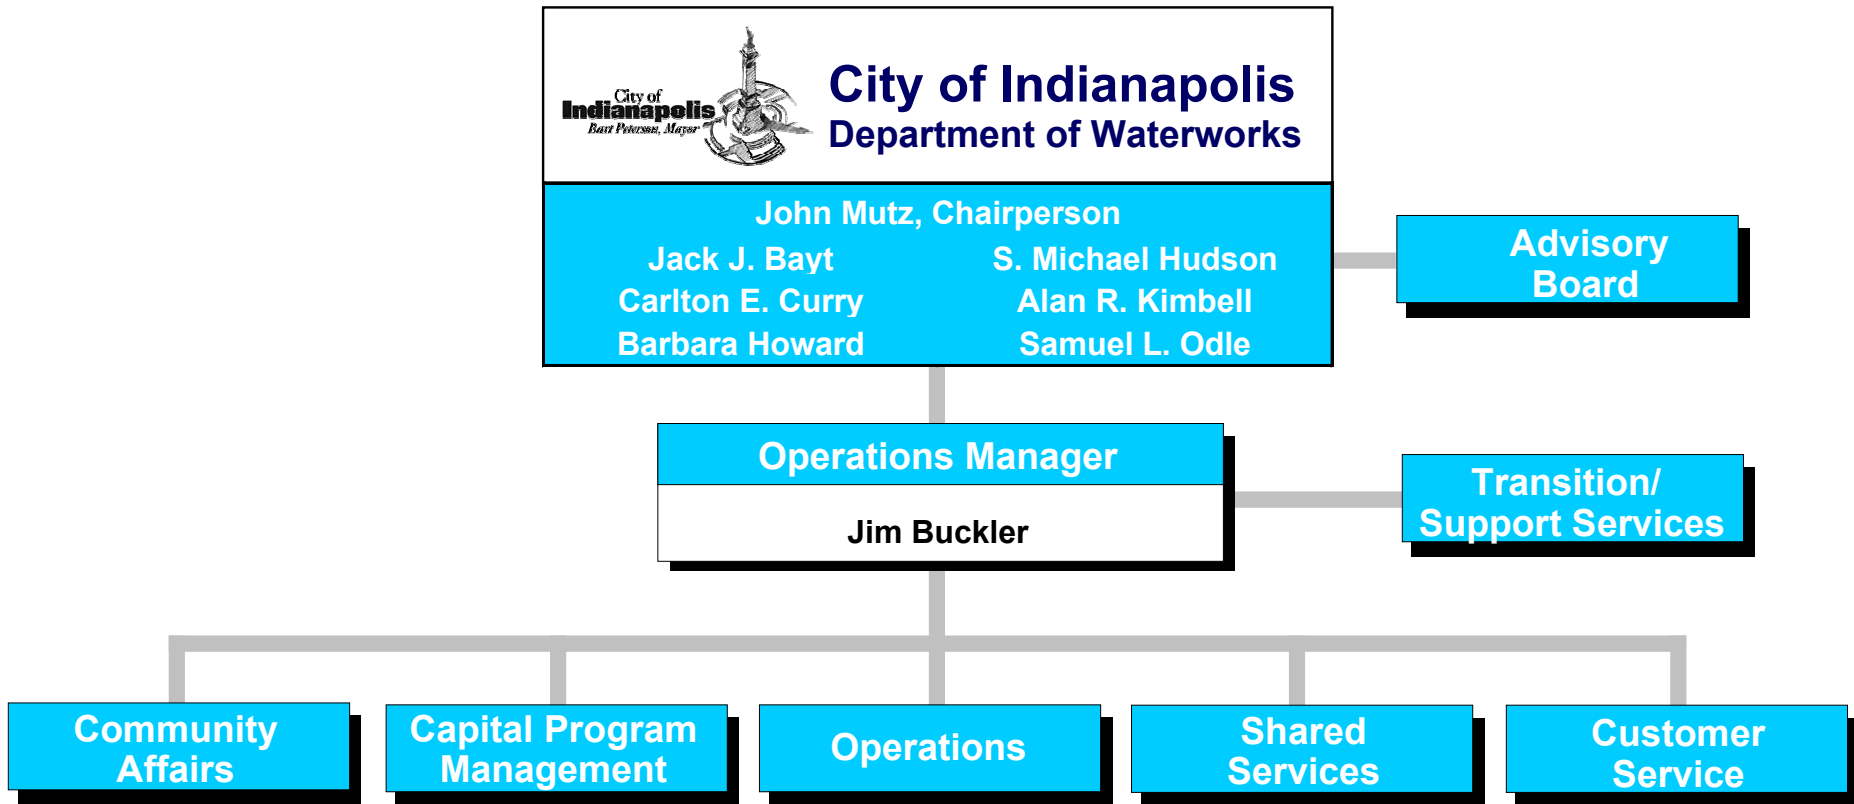 City of
Indianapolis
Bart Peterson, Mayor
City of Indianapolis
Department of Waterworks
John Mutz, Chairperson
Jack J. Bayt S. Michael Hudson
Carlton E. Curry Alan R. Kimbell
Barbara Howard Samuel L. Odle
Advisory
Board
Operations Manager
Jim Buckler
Transition/
Support Services
Community
Affairs
Capital Program
Management
Operations
Shared
Services
Customer
Service